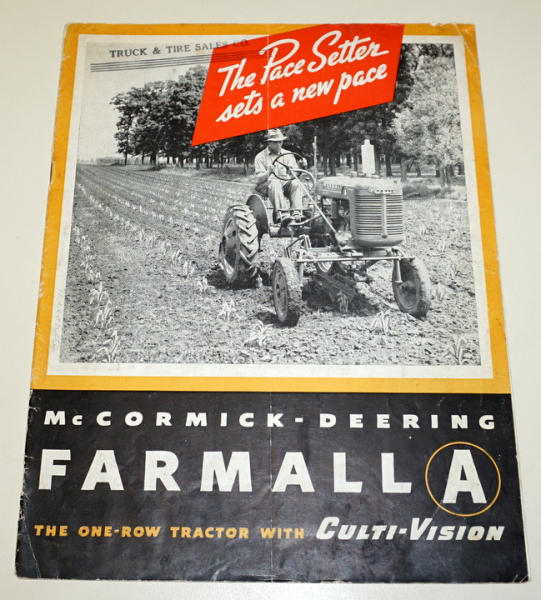 TRUCK & TIRE SALES CO.
The Pace Setter
sets a new pace
McCORMICK-DEERING
FARMALL A
THE ONE-ROW TRACTOR WITH CULTI-VISION